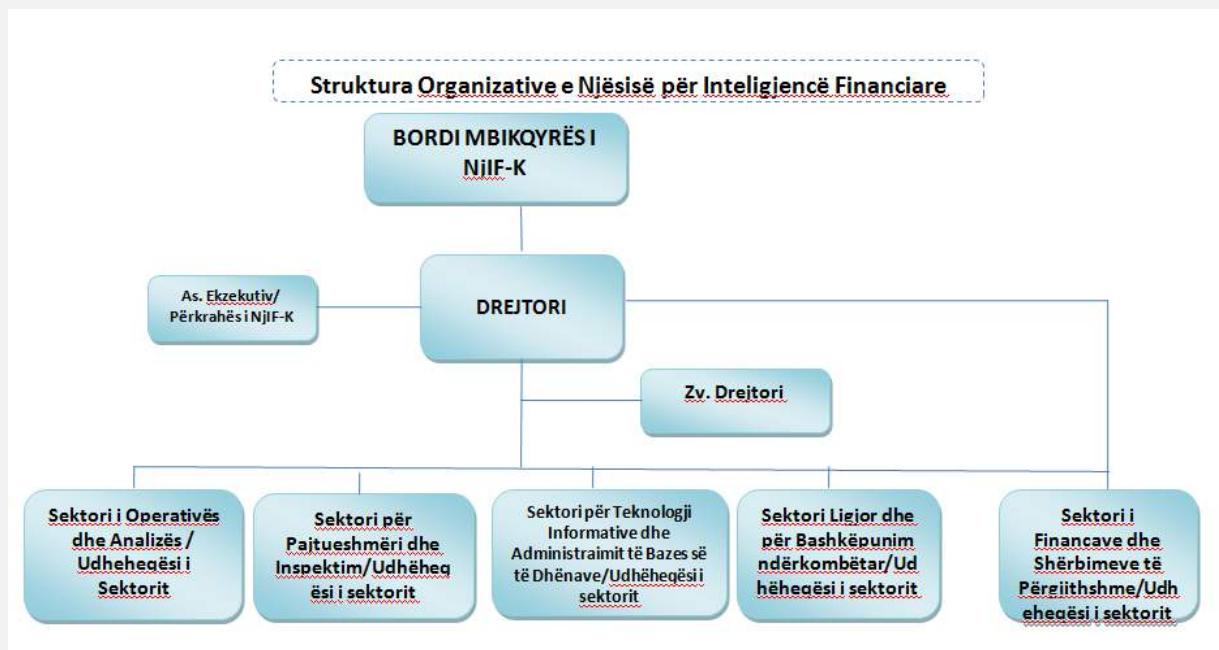 Struktura Organizative e Njësisë për Inteligjencë Financiare
BORDI MBIKQYRËS I
NjIF-K
As. Ekzekutiv/
Përkrahës i NjIF-K
DREJTORI
Zv. Drejtori
Sektori i Operativës
dhe Analizës /
Udheheqësi i
Sektorit
Sektori për
Pajtueshmëri dhe
Inspektim/Udhëheq
ësi i sektorit
Sektori për Teknologji
Informative dhe
Administraimit të Bazes së
të Dhënave/Udhëheqësi i
sektorit
Sektori Ligjor dhe
për Bashkëpunim
ndërkombëtar/Ud
hëheqësi i sektorit
Sektori i
Financave dhe
Shërbimeve të
Përgjithshme/Udh
eheqësi i sektorit